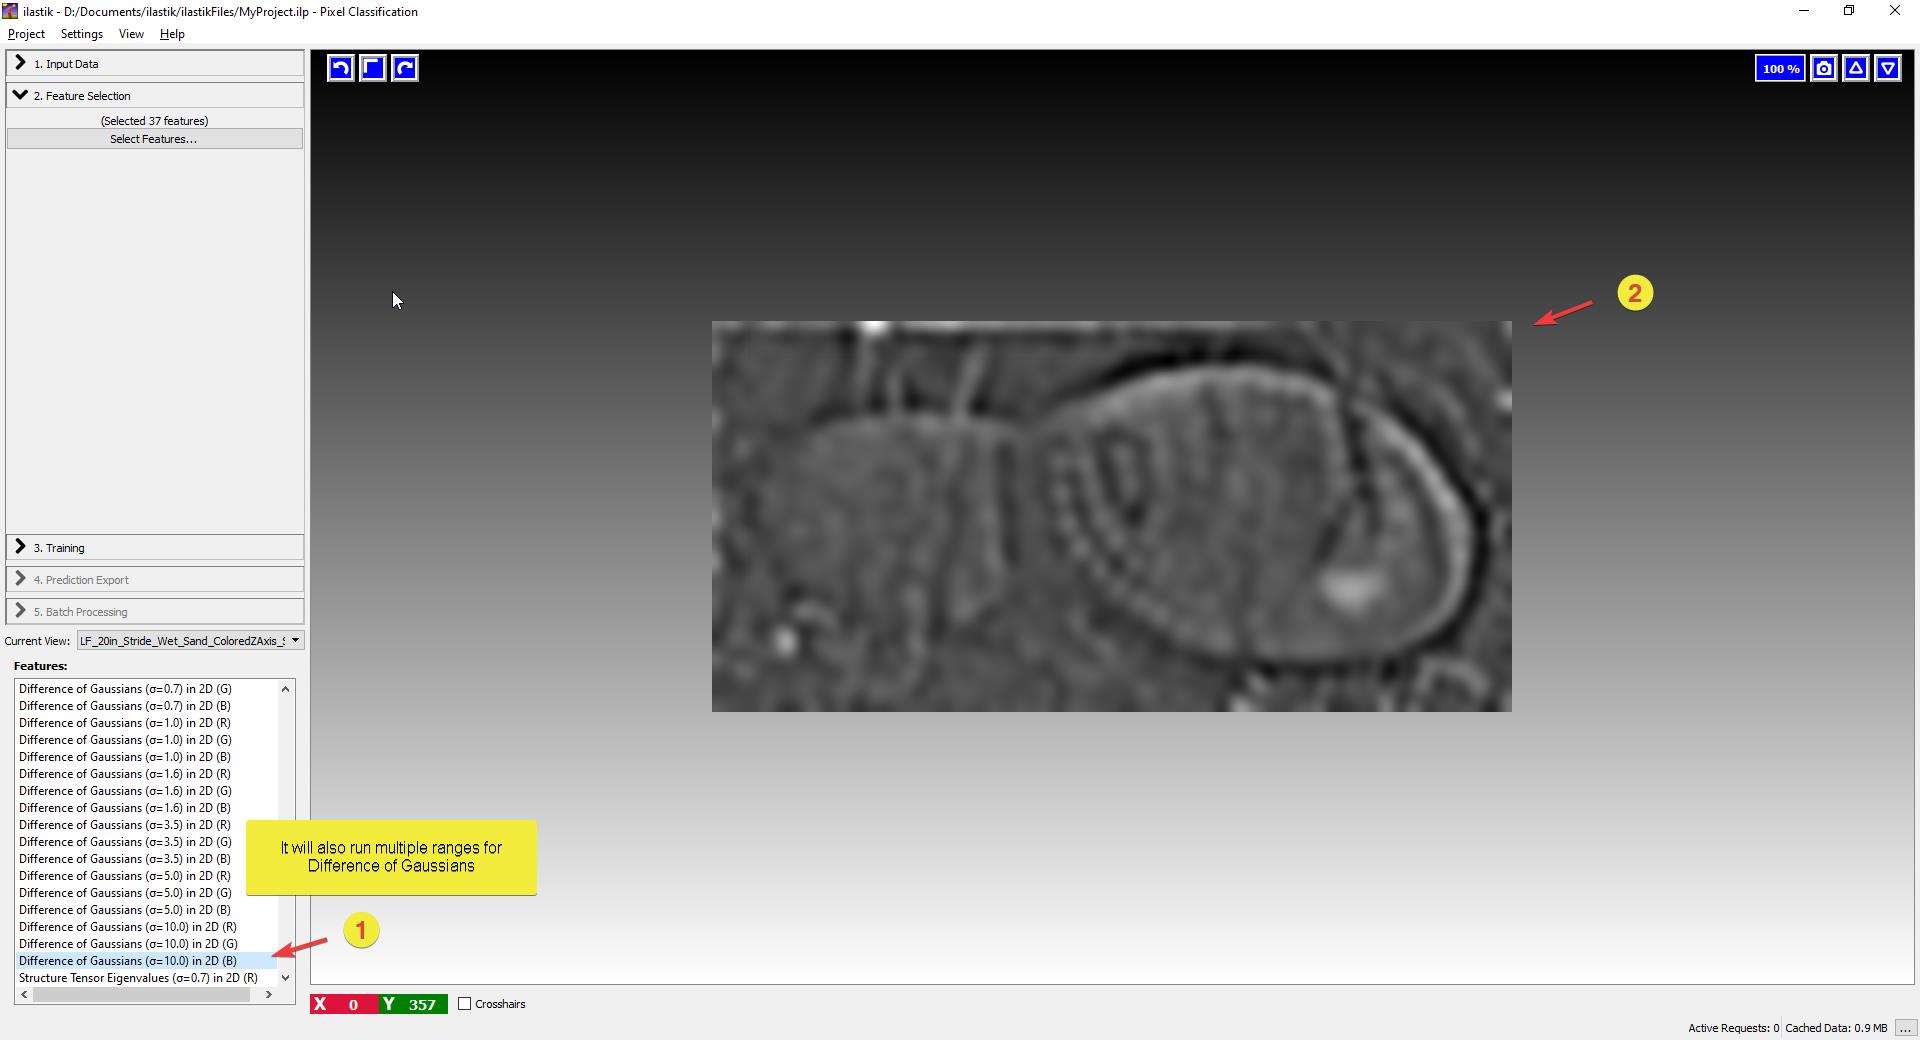 ilastik - D:/Documents/ilastik/ilastikFiles/MyProject.ilp - Pixel Classification
Project Settings View Help
1. Input Data
2. Feature Selection
(Selected 37 features)
Select Features...
100 %
2
3. Training
4. Prediction Export
5. Batch Processing
Current View: LF_20in_Stride_Wet_Sand_ColoredZAxis_S
Features:
Difference of Gaussians (σ=0.7) in 2D (G)
Difference of Gaussians (σ=0.7) in 2D (B)
Difference of Gaussians (σ=1.0) in 2D (R)
Difference of Gaussians (σ=1.0) in 2D (G)
Difference of Gaussians (σ=1.0) in 2D (B)
Difference of Gaussians (σ=1.6) in 2D (R)
Difference of Gaussians (σ=1.6) in 2D (G)
Difference of Gaussians (σ=1.6) in 2D (B)
Difference of Gaussians (σ=3.5) in 2D (R)
Difference of Gaussians (σ=3.5) in 2D (G)
Difference of Gaussians (σ=3.5) in 2D (B)
Difference of Gaussians (σ=5.0) in 2D (R)
Difference of Gaussians (σ=5.0) in 2D (G)
Difference of Gaussians (σ=5.0) in 2D (B)
Difference of Gaussians (σ=10.0) in 2D (R)
Difference of Gaussians (σ=10.0) in 2D (G)
Difference of Gaussians (σ=10.0) in 2D (B)
Structure Tensor Eigenvalues (σ=0.7) in 2D (R)
It will also run multiple ranges for
Difference of Gaussians
1
X 0 Y 357 Crosshairs
Active Requests: 0 Cached Data: 0.9 MB ...